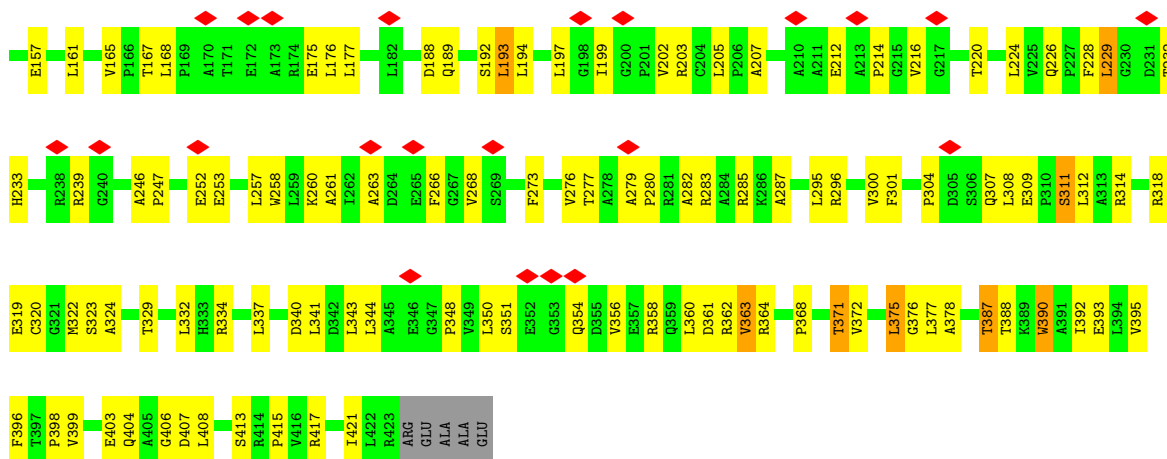 E157 L161 V165 P166 T167 L168 P169 A170 T171 E172 A173 R174 E175 L176 L177 L182 D188 Q189 S192 L193 L194 L197 G198 I199 G200 P201 V202 R203 C204 L205 P206 A207 A210 A211 E212 A213 P214 G215 V216 G217 T220 L224 V225 Q226 P227 F228 L229 G230 D231
H233 R238 R239 G240 A246 P247 E252 E253 L257 W258 L259 K260 A261 I262 A263 D264 E265 F266 G267 V268 S269 F273 V276 T277 A278 A279 P280 R281 A282 R283 A284 R285 K286 A287 L295 R296 V300 F301 P304 D305 S306 Q307 L308 E309 P310 S311 L312 A313 R314 R318
E319 C320 G321 M322 S323 A324 T329 L332 H333 R334 L337 D340 L341 D342 L343 L344 A345 E346 G347 P348 V349 L350 S351 E352 G353 Q354 D355 V356 E357 R358 Q359 L360 D361 R362 V363 R364 P368 T371 V372 L375 G376 L377 A378 T387 T388 K389 W390 A391 I392 E393 L394 V395
F396 T397 P398 V399 E403 Q404 A405 G406 D407 L408 S413 R414 P415 V416 R417 I421 L422 R423 ARG GLU ALA ALA GLU